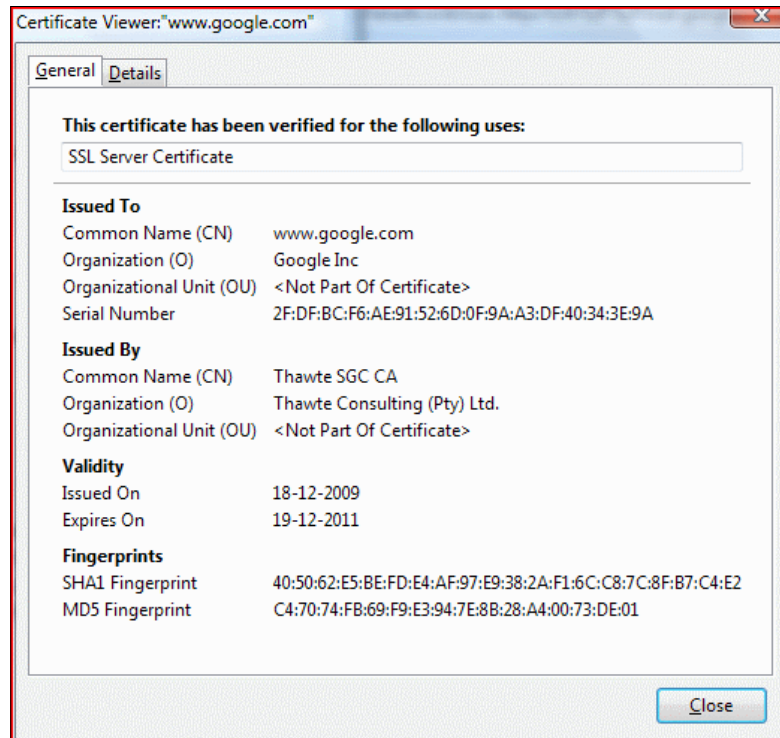 Certificate Viewer:"www.google.com"
General Details
This certificate has been verified for the following uses:
SSL Server Certificate
Issued To
Common Name (CN) www.google.com
Organization (O) Google Inc
Organizational Unit (OU) <Not Part Of Certificate>
Serial Number 2F:DF:BC:F6:AE:91:52:6D:0F:9A:A3:DF:40:34:3E:9A
Issued By
Common Name (CN) Thawte SGC CA
Organization (O) Thawte Consulting (Pty) Ltd.
Organizational Unit (OU) <Not Part Of Certificate>
Validity
Issued On 18-12-2009
Expires On 19-12-2011
Fingerprints
SHA1 Fingerprint 40:50:62:E5:BE:FD:E4:AF:97:E9:38:2A:F1:6C:C8:7C:8F:B7:C4:E2
MD5 Fingerprint C4:70:74:FB:69:F9:E3:94:7E:8B:28:A4:00:73:DE:01
Close